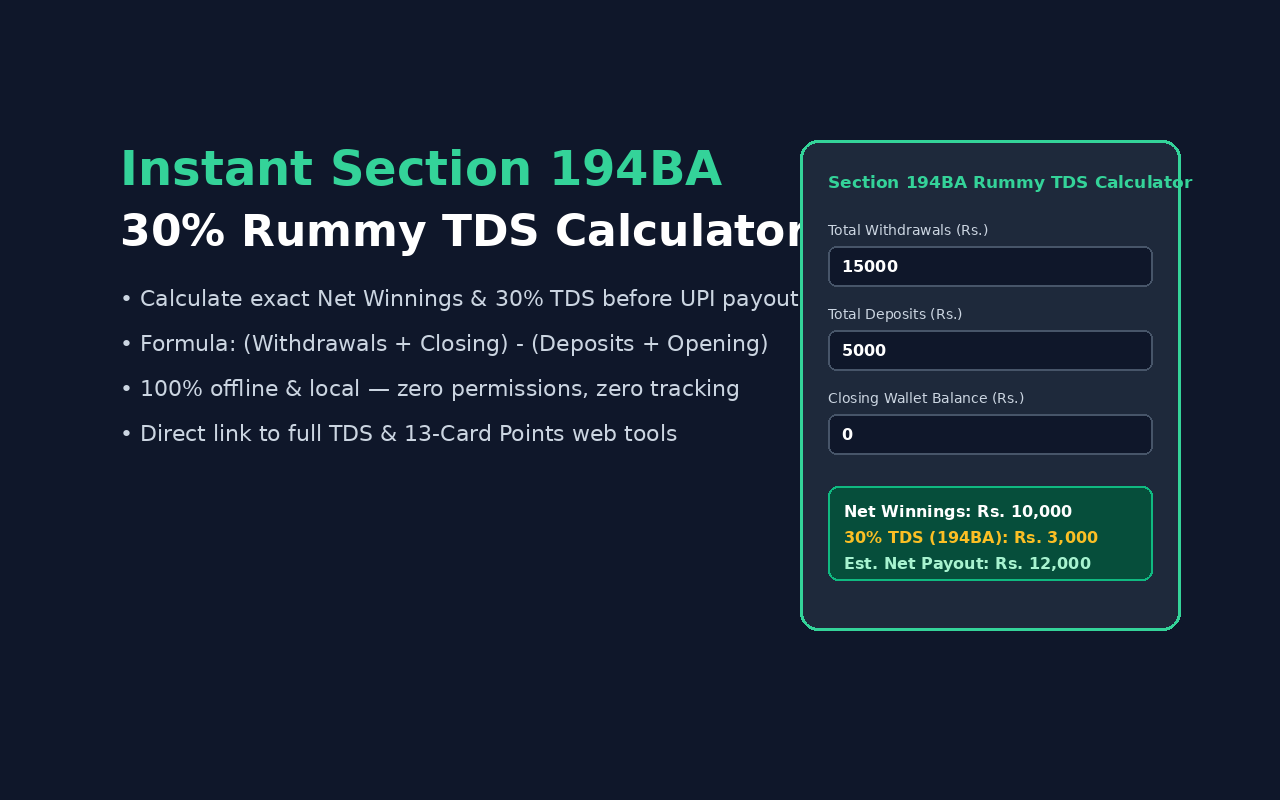 Instant Section 194BA
30% Rummy TDS Calculator
• Calculate exact Net Winnings & 30% TDS before UPI payout
• Formula: (Withdrawals + Closing) - (Deposits + Opening)
• 100% offline & local — zero permissions, zero tracking
• Direct link to full TDS & 13-Card Points web tools
Section 194BA Rummy TDS Calculator
Total Withdrawals (Rs.)
15000
Total Deposits (Rs.)
5000
Closing Wallet Balance (Rs.)
0
Net Winnings: Rs. 10,000
30% TDS (194BA): Rs. 3,000
Est. Net Payout: Rs. 12,000